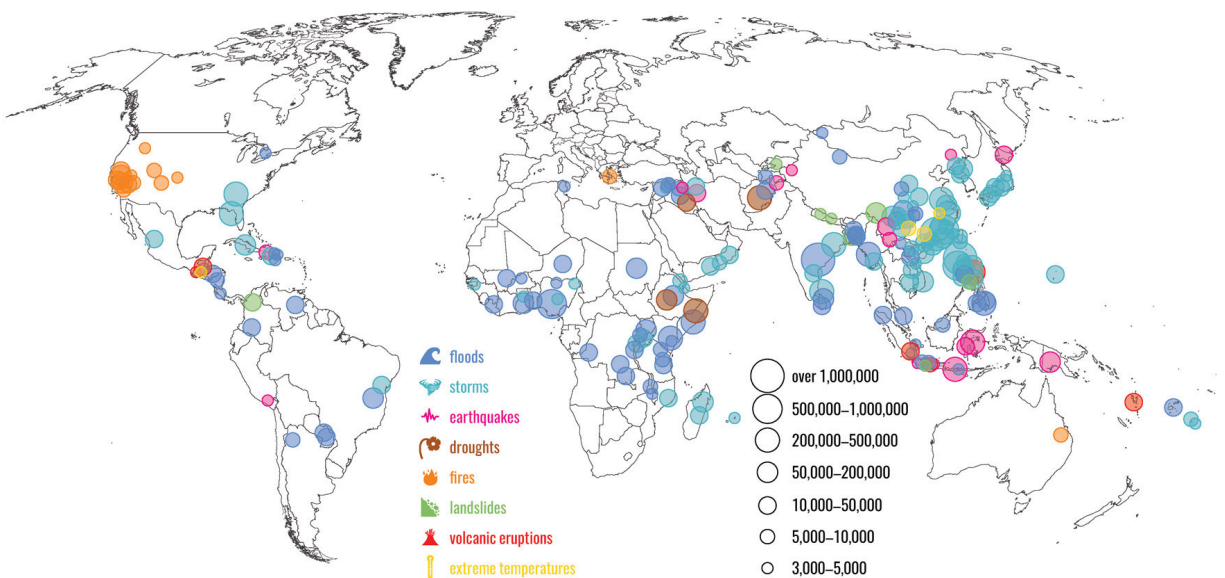 floods
storms
earthquakes
droughts
fires
landslides
volcanic eruptions
extreme temperatures
over 1,000,000
500,000–1,000,000
200,000–500,000
50,000–200,000
10,000–50,000
5,000–10,000
3,000–5,000